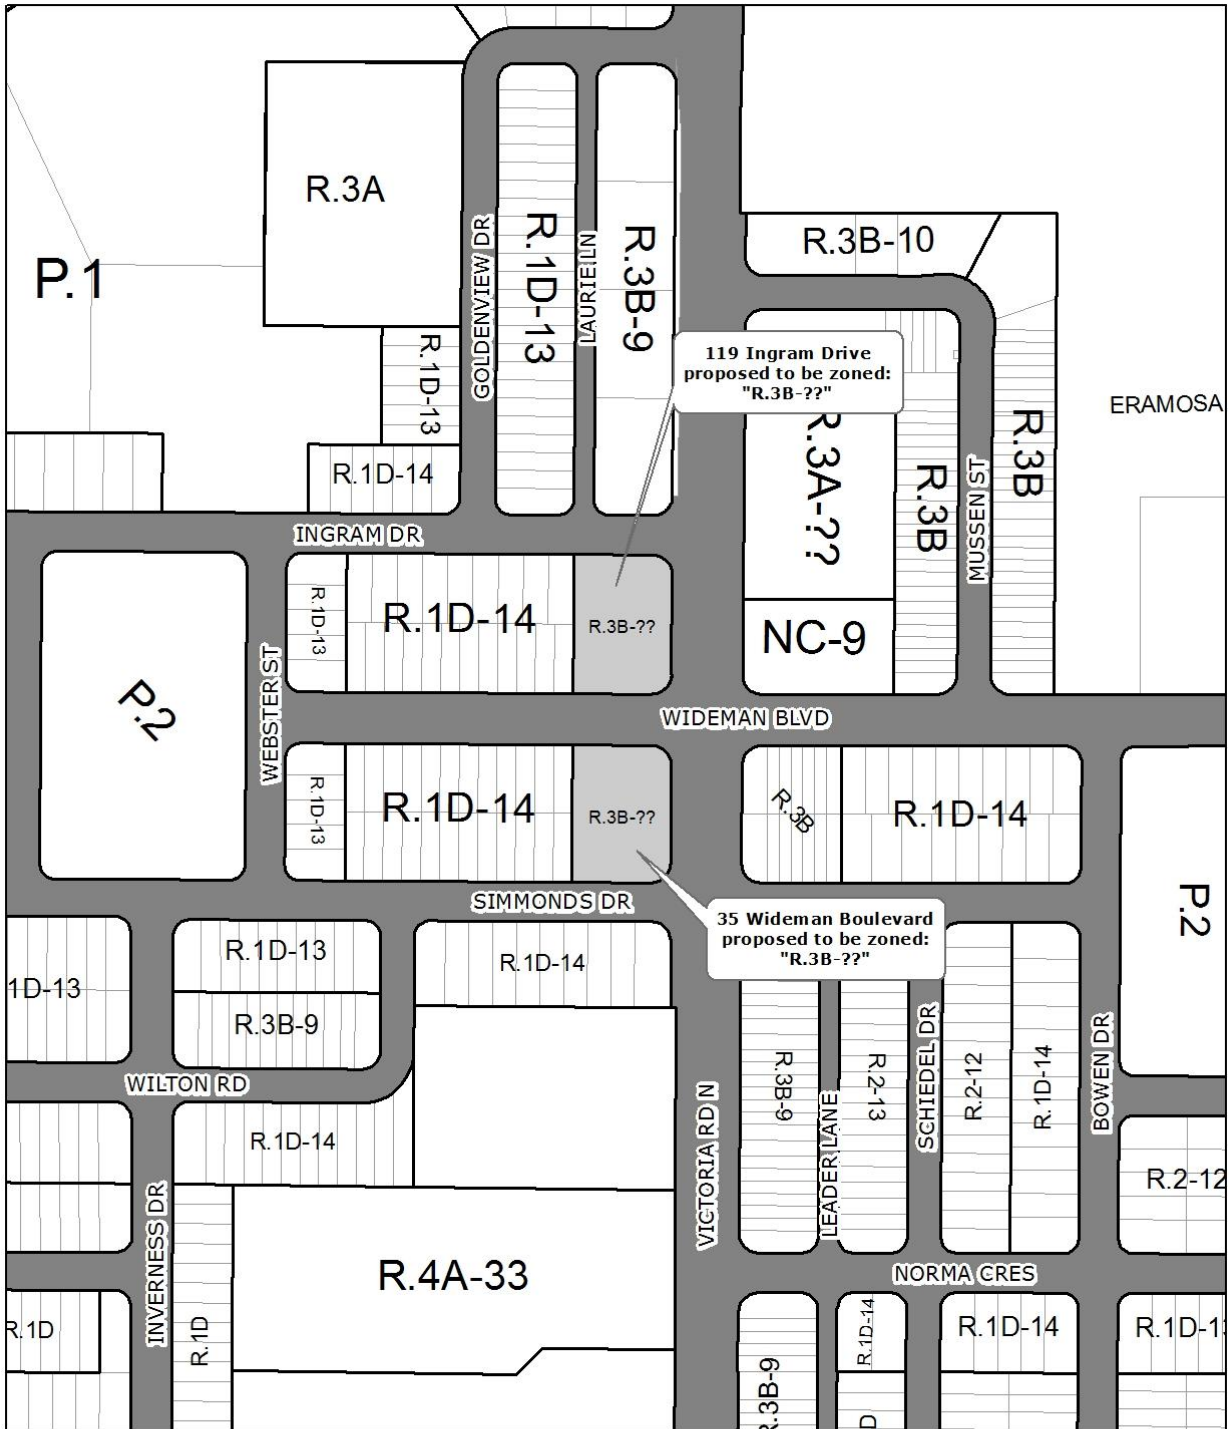 R.3A
P.1
GOLDENVIEW DR
R.1D-13
LAURIE LN
R.3B-9
R.3B-10
R.1D-13
119 Ingram Drive
proposed to be zoned:
"R.3B-??"
R.3A-??
R.3B
MUSSEN ST
R.3B
ERAMOSA
R.1D-14
INGRAM DR
R.1D-13
R.1D-14
R.3B-??
NC-9
P.2
WEBSTER ST
WIDEMAN BLVD
R.1D-13
R.1D-14
R.3B-??
R.3B
R.1D-14
SIMMONDS DR
35 Wideman Boulevard
proposed to be zoned:
"R.3B-??"
P.2
1D-13
R.1D-13
R.1D-14
R.3B-9
WILTON RD
R.1D-14
VICTORIA RD N
R.3B-9
LEADER LANE
R.2-13
SCHIEDEL DR
R.2-12
R.1D-14
BOWEN DR
R.2-12
INVERNESS DR
R.4A-33
NORMA CRES
R.1D
R.1D
R.3B-9
R.1D-14
R.1D-14
R.1D-1
D